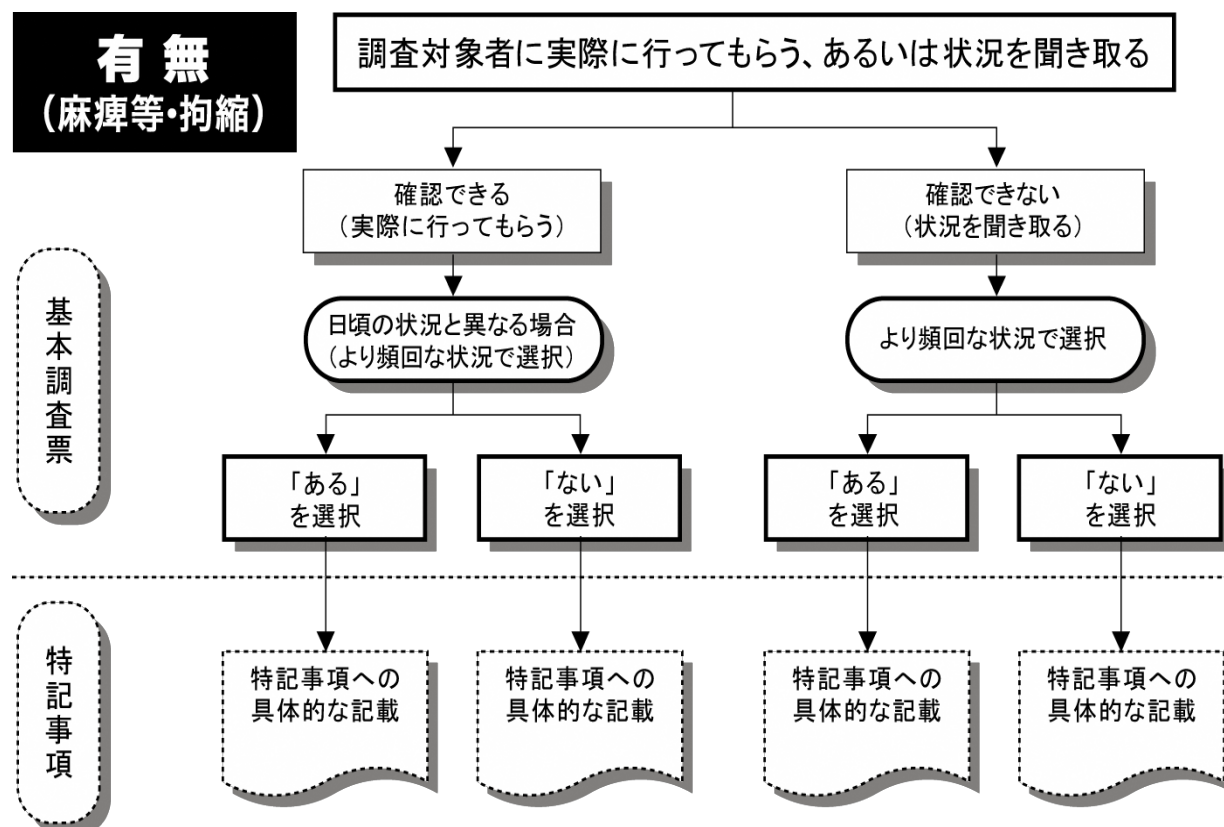 有無
(麻痺等・拘縮)
調査対象者に実際に行ってもらう、あるいは状況を聞き取る
確認できる
(実際に行ってもらう)
確認できない
(状況を聞き取る)
基本調査票
日頃の状況と異なる場合
(より頻回な状況で選択)
より頻回な状況で選択
「ある」
を選択
「ない」
を選択
「ある」
を選択
「ない」
を選択
特記事項
特記事項への
具体的な記載
特記事項への
具体的な記載
特記事項への
具体的な記載
特記事項への
具体的な記載